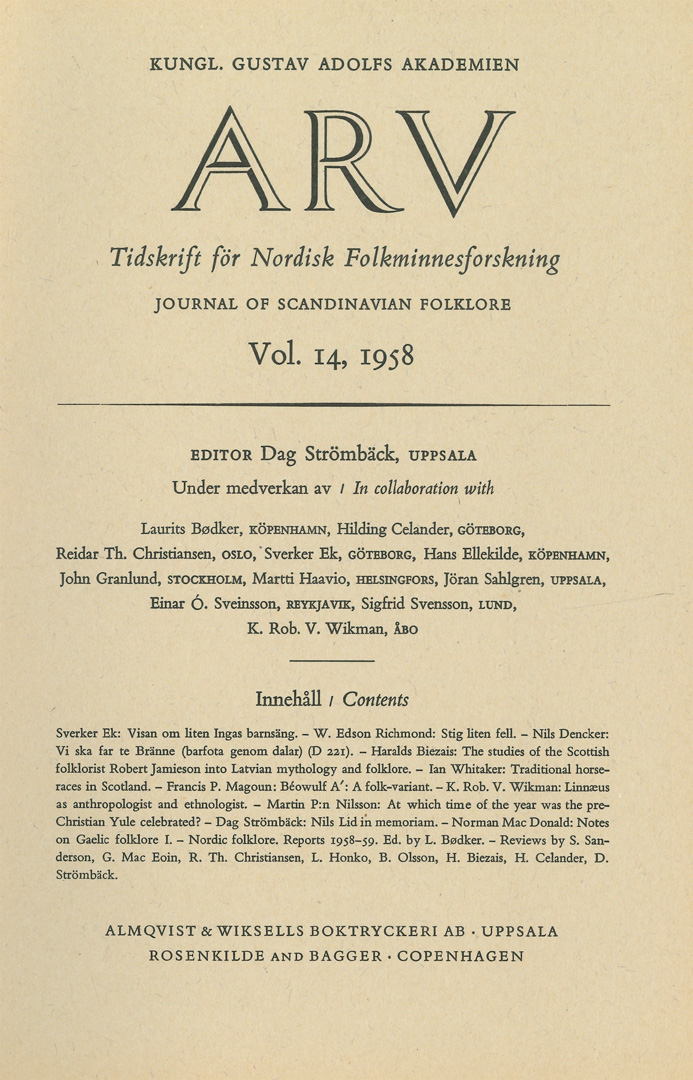 KUNGL. GUSTAV ADOLFS AKADEMIEN
ARV
Tidskrift för Nordisk Folkminnesforskning
JOURNAL OF SCANDINAVIAN FOLKLORE
Vol. 14, 1958
EDITOR Dag Strömbäck, UPPSALA
Under medverkan av / In collaboration with
Laurits Bødker, KÖPENHAMN, Hilding Celander, GÖTEBORG,
Reidar Th. Christiansen, OSLO, Sverker Ek, GÖTEBORG, Hans Ellekilde, KÖPENHAMN,
John Granlund, STOCKHOLM, Martti Haavio, HELSINGFORS, Jöran Sahlgren, UPPSALA,
Einar Ó. Sveinsson, REYKJAVIK, Sigfrid Svensson, LUND,
K. Rob. V. Wikman, ÅBO
Innehåll / Contents
Sverker Ek: Visan om liten Ingas barnsäng. – W. Edson Richmond: Stig liten fell. – Nils Dencker:
Vi ska far te Bränne (barfota genom dalar) (D 221). – Haralds Biezais: The studies of the Scottish
folklorist Robert Jamieson into Latvian mythology and folklore. – Ian Whitaker: Traditional horse-
races in Scotland. – Francis P. Magoun: Béowulf A′: A folk-variant. – K. Rob. V. Wikman: Linnæus
as anthropologist and ethnologist. – Martin P:n Nilsson: At which time of the year was the pre-
Christian Yule celebrated? – Dag Strömbäck: Nils Lid in memoriam. – Norman Mac Donald: Notes
on Gaelic folklore I. – Nordic folklore. Reports 1958–59. Ed. by L. Bødker. – Reviews by S. San-
derson, G. Mac Eoin, R. Th. Christiansen, L. Honko, B. Olsson, H. Biezais, H. Celander, D.
Strömbäck.
ALMQVIST & WIKSELLS BOKTRYCKERI AB · UPPSALA
ROSENKILDE AND BAGGER · COPENHAGEN